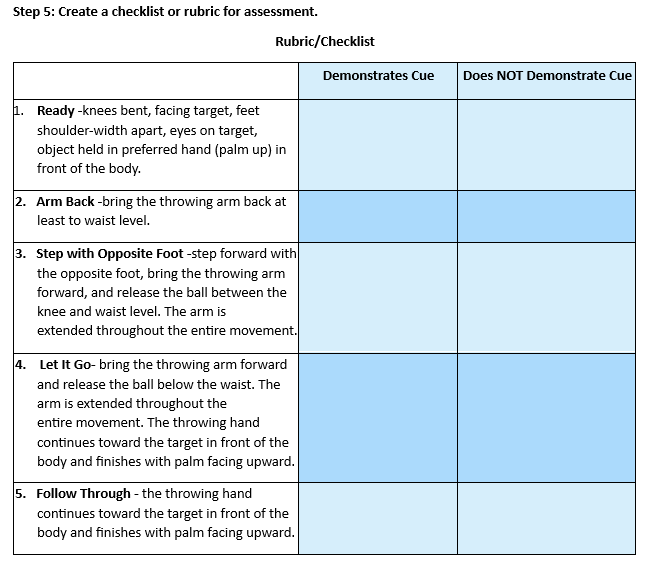 Step 5: Create a checklist or rubric for assessment.
Rubric/Checklist
Demonstrates Cue
Does NOT Demonstrate Cue
1. Ready -knees bent, facing target, feet
shoulder-width apart, eyes on target,
object held in preferred hand (palm up) in
front of the body.
2. Arm Back -bring the throwing arm back at
least to waist level.
3. Step with Opposite Foot -step forward with
the opposite foot, bring the throwing arm
forward, and release the ball between the
knee and waist level. The arm is
extended throughout the entire movement.
4. Let It Go- bring the throwing arm forward
and release the ball below the waist. The
arm is extended throughout the
entire movement. The throwing hand
continues toward the target in front of the
body and finishes with palm facing upward.
5. Follow Through - the throwing hand
continues toward the target in front of the
body and finishes with palm facing upward.